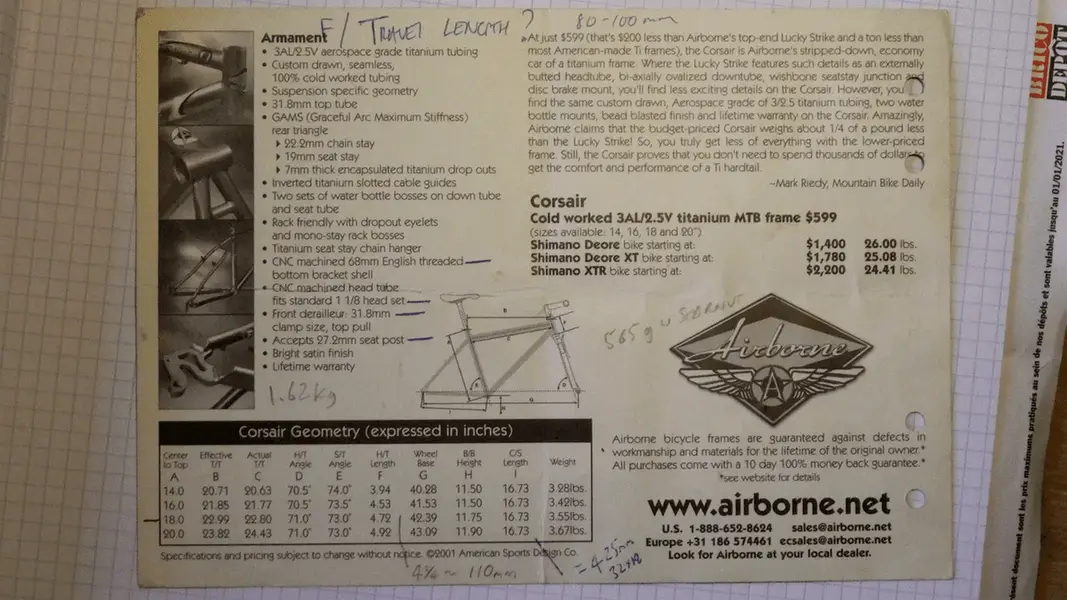 F/ TRAVEL LENGTH? 80-100mm
Armament
• 3AL/2.5V aerospace grade titanium tubing
• Custom drawn, seamless,
100% cold worked tubing
• Suspension specific geometry
• 31.8mm top tube
• GAMS (Graceful Arc Maximum Stiffness)
rear triangle
22.2mm chain stay
19mm seat stay
7mm thick encapsulated titanium drop outs
• Inverted titanium slotted cable guides
• Two sets of water bottle bosses on down tube
and seat tube
• Rack friendly with dropout eyelets
and mono-stay rack bosses
• Titanium seat stay chain hanger
• CNC machined 68mm English threaded
bottom bracket shell
• CNC machined head tube
fits standard 1 1/8 head set
• Front derailleur: 31.8mm
clamp size, top pull
• Accepts 27.2mm seat post
• Bright satin finish
• Lifetime warranty
1.62kg
At just $599 (that's $200 less than Airborne's top-end Lucky Strike and a ton less than
most American-made Ti frames), the Corsair is Airborne's stripped-down, economy
car of a titanium frame. Where the Lucky Strike features such details as an externally
butted headtube, bi-axially ovalized downtube, wishbone seatstay junction and
disc brake mount, you'll find less exciting details on the Corsair. However, you
find the same custom drawn, Aerospace grade of 3/2.5 titanium tubing, two water
bottle mounts, bead blasted finish and lifetime warranty on the Corsair. Amazingly,
Airborne claims that the budget-priced Corsair weighs about 1/4 of a pound less
than the Lucky Strike! So, you truly get less of everything with the lower-priced
frame. Still, the Corsair proves that you don't need to spend thousands of dollars
get the comfort and performance of a Ti hardtail.
~Mark Riedy, Mountain Bike Daily
Corsair
Cold worked 3AL/2.5V titanium MTB frame $599
(sizes available: 14, 16, 18 and 20")
Shimano Deore bike starting at: $1,400 26.00 lbs.
Shimano Deore XT bike starting at: $1,780 25.08 lbs.
Shimano XTR bike starting at: $2,200 24.41 lbs.
565g
Airborne
A
Corsair Geometry (expressed in inches)
Center to Top Effective T/T Actual T/T H/T Angle S/T Angle H/T Length Wheel Base B/B Height C/S Length Weight
A B C D E F G H I
14.0 20.71 20.63 70.5° 74.0° 3.94 40.28 11.50 16.73 3.28lbs.
16.0 21.85 21.77 70.5° 73.5° 4.53 41.53 11.50 16.73 3.42lbs.
18.0 22.99 22.80 71.0° 73.0° 4.72 42.39 11.75 16.73 3.55lbs.
20.0 23.82 24.43 71.0° 73.0° 4.92 43.09 11.90 16.73 3.67lbs.
Specifications and pricing subject to change without notice. ©2001 American Sports Design Co.
110mm
= 425mm
Airborne bicycle frames are guaranteed against defects in
workmanship and materials for the lifetime of the original owner.*
All purchases come with a 10 day 100% money back guarantee.*
*see website for details
www.airborne.net
U.S. 1-888-652-8624 sales@airborne.net
Europe +31 186 574461 ecsales@airborne.net
Look for Airborne at your local dealer.
BRICO
DEPOT
sont les prix maximums pratiqués au sein de nos dépôts et sont valables jusqu'au 01/01/2021.